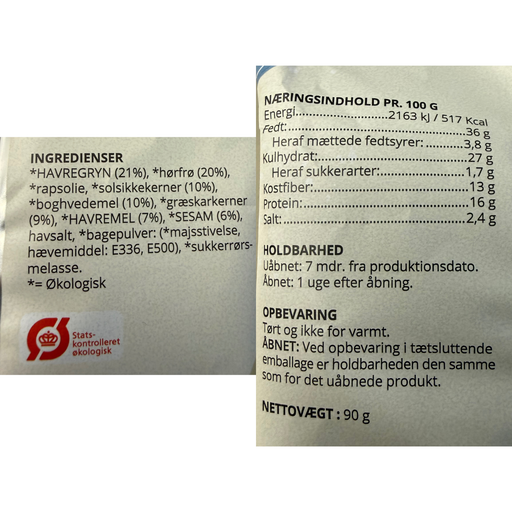 INGREDIENSER
*HAVREGRYN (21%), *hørfrø (20%),
*rapsolie, *solsikkekerner (10%),
*boghvedemel (10%), *græskarkerner
(9%), *HAVREMEL (7%), *SESAM (6%),
havsalt, *bagepulver: (*majsstivelse,
hævemiddel: E336, E500), *sukkerrørs-
melasse.
*= Økologisk
Ø
Stats-
kontrolleret
økologisk
NÆRINGSINDHOLD PR. 100 G
Energi..................2163 kJ / 517 Kcal
Fedt:....................................36 g
Heraf mættede fedtsyrer: ..........3,8 g
Kulhydrat:...............................27 g
Heraf sukkerarter:....................1,7 g
Kostfiber:...............................13 g
Protein:.................................16 g
Salt:....................................2,4 g
HOLDBARHED
Uåbnet: 7 mdr. fra produktionsdato.
Åbnet: 1 uge efter åbning.
OPBEVARING
Tørt og ikke for varmt.
ÅBNET: Ved opbevaring i tætsluttende
emballage er holdbarheden den samme
som for det uåbnede produkt.
NETTOVÆGT : 90 g